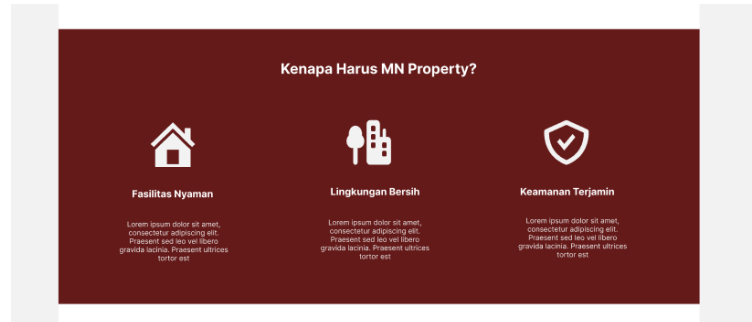 Kenapa Harus MN Property?
Fasilitas Nyaman
Lorem ipsum dolor sit amet,
consectetur adipiscing elit.
Praesent sed leo vel libero
gravida lacinia. Praesent ultrices
tortor est
Lingkungan Bersih
Lorem ipsum dolor sit amet,
consectetur adipiscing elit.
Praesent sed leo vel libero
gravida lacinia. Praesent ultrices
tortor est
Keamanan Terjamin
Lorem ipsum dolor sit amet,
consectetur adipiscing elit.
Praesent sed leo vel libero
gravida lacinia. Praesent ultrices
tortor est